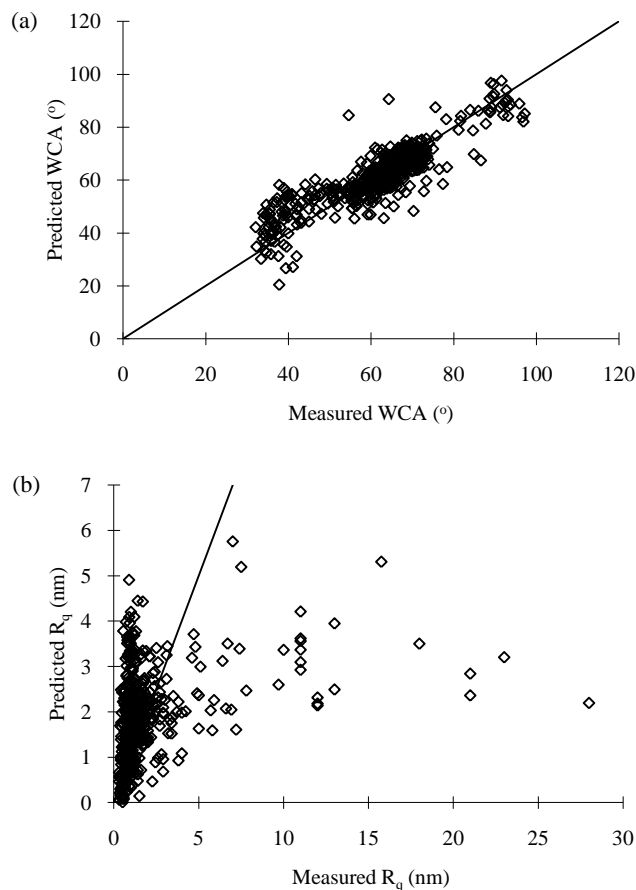 (a)
120
100
80
60
40
20
0
Predicted WCA (°)
0 20 40 60 80 100 120
Measured WCA (°)
(b)
7
6
5
4
3
2
1
0
Predicted Rq (nm)
0 5 10 15 20 25 30
Measured Rq (nm)